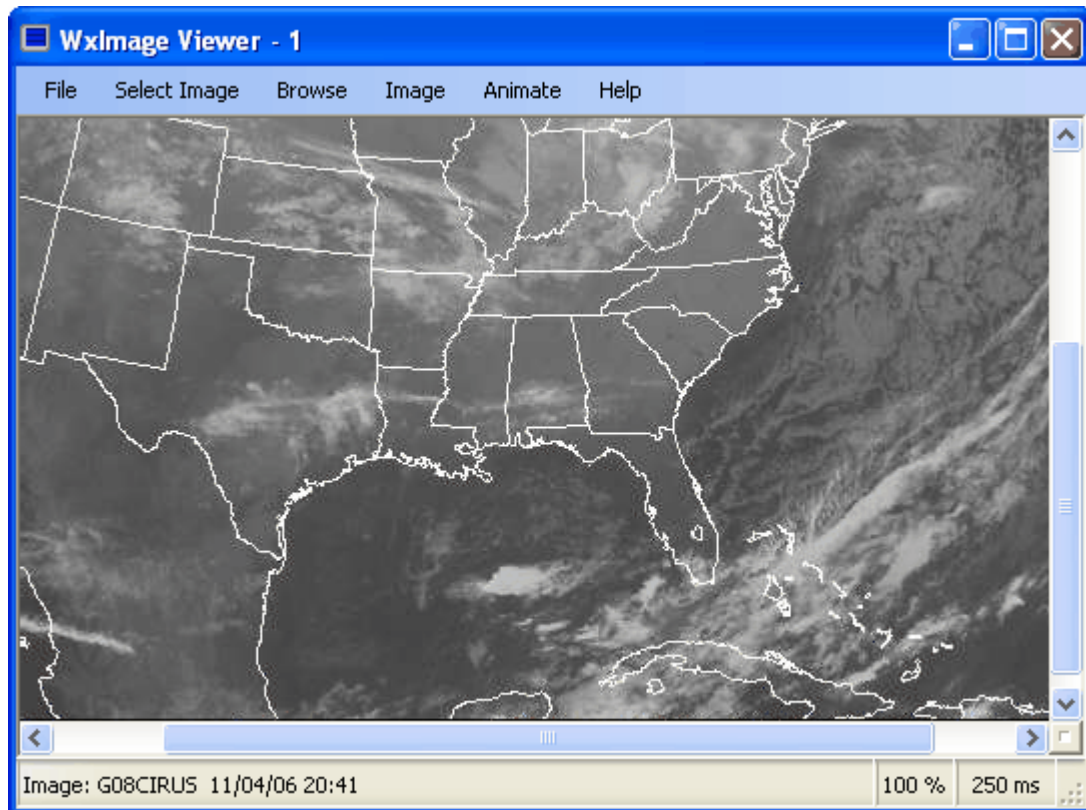 WxImage Viewer - 1
File Select Image Browse Image Animate Help
Image: G08CIRUS 11/04/06 20:41 100 % 250 ms